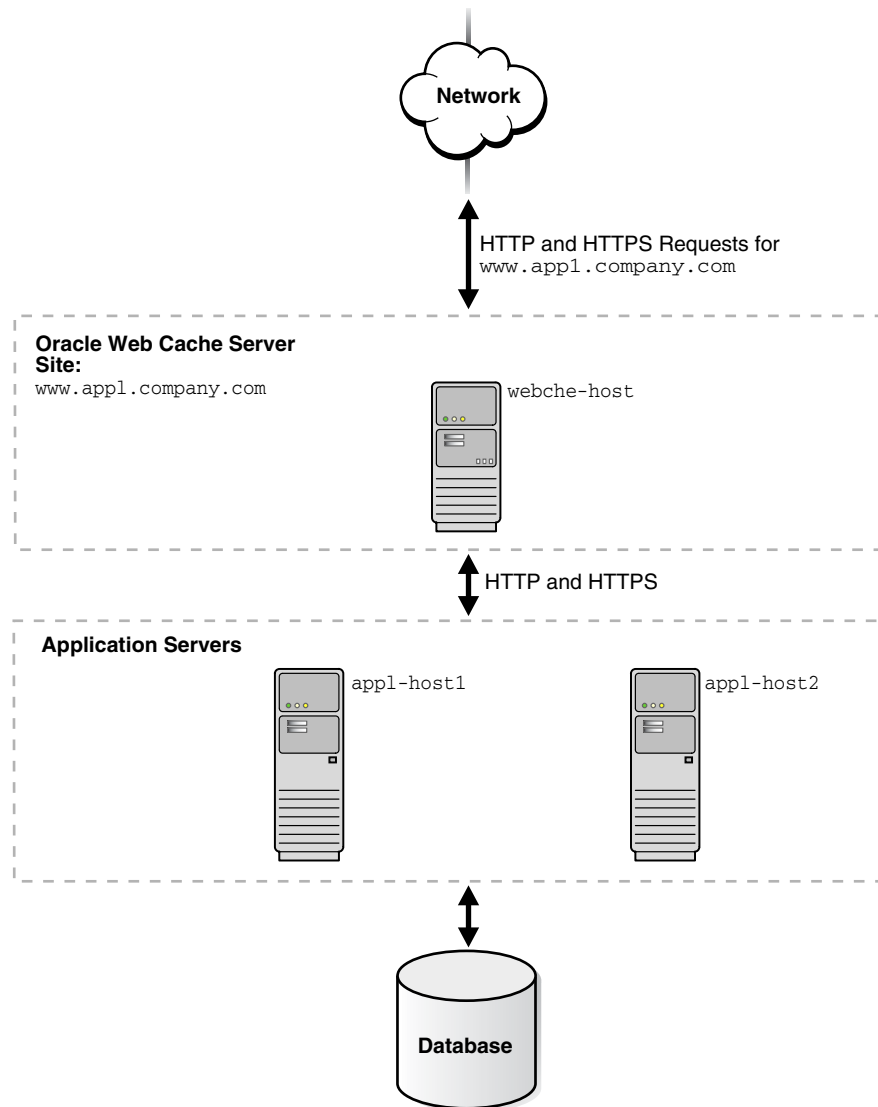 Network
HTTP and HTTPS Requests for
www.app1.company.com
Oracle Web Cache Server
Site:
www.appl.company.com
webche-host
HTTP and HTTPS
Application Servers
appl-host1
appl-host2
Database